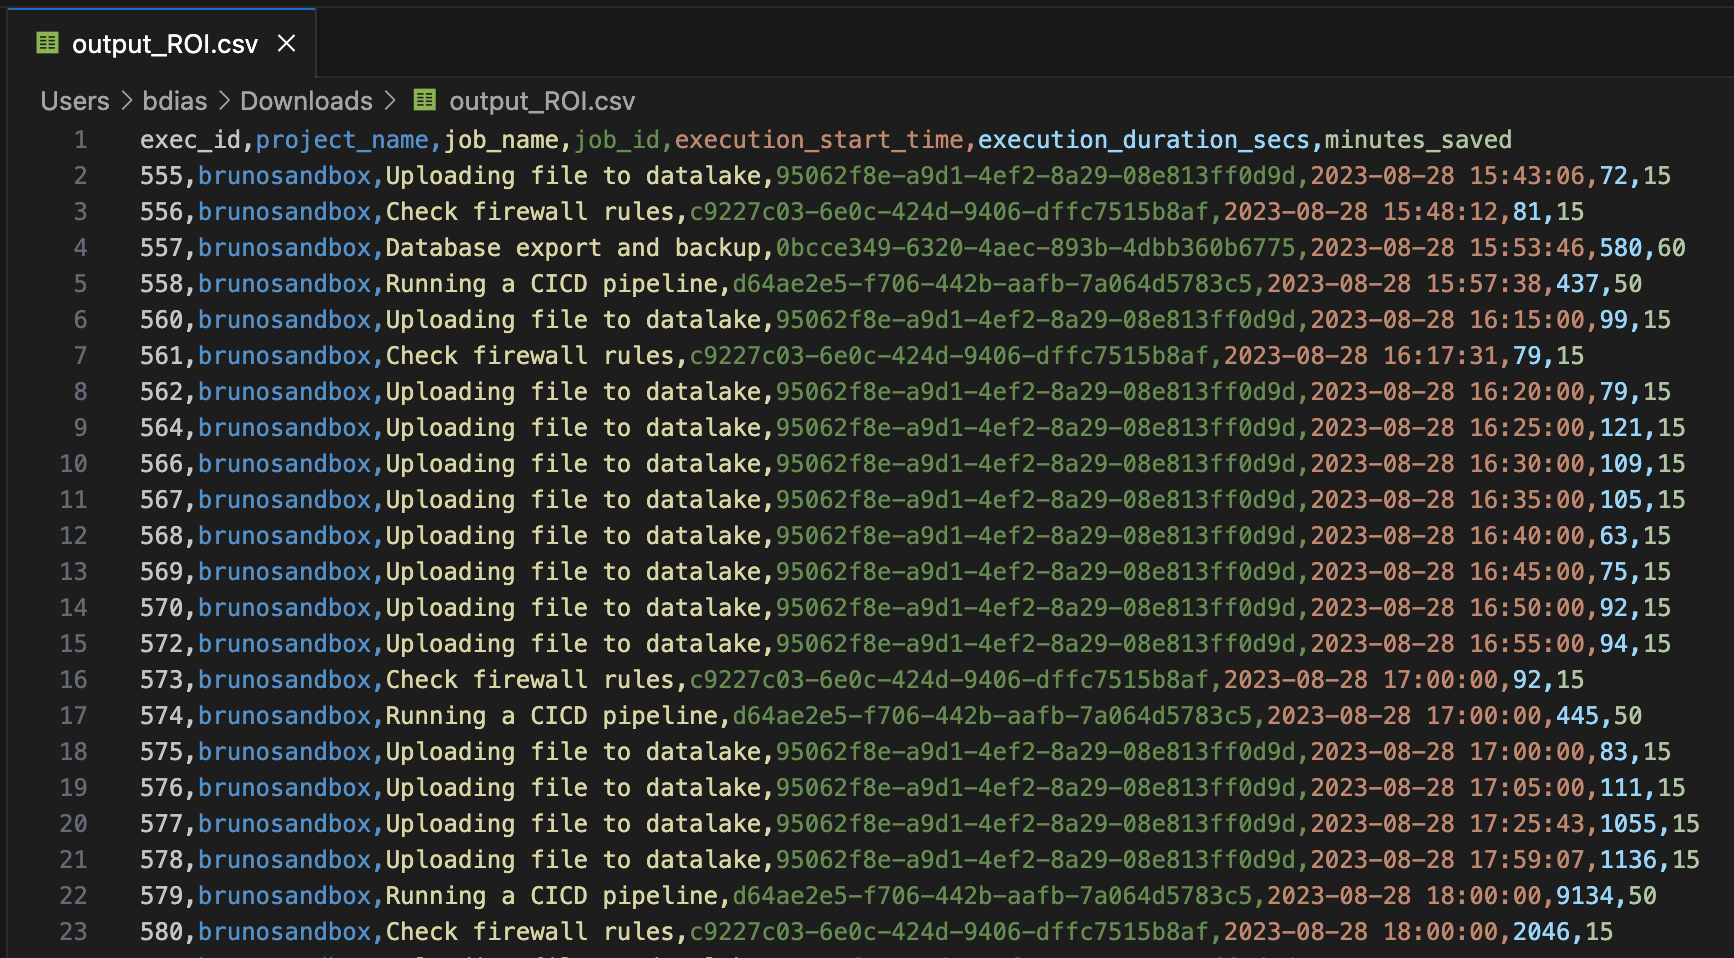 output_ROI.csv
Users > bdias > Downloads > output_ROI.csv
1 exec_id,project_name,job_name,job_id,execution_start_time,execution_duration_secs,minutes_saved
2 555,brunosandbox,Uploading file to datalake,95062f8e-a9d1-4ef2-8a29-08e813ff0d9d,2023-08-28 15:43:06,72,15
3 556,brunosandbox,Check firewall rules,c9227c03-6e0c-424d-9406-dffc7515b8af,2023-08-28 15:48:12,81,15
4 557,brunosandbox,Database export and backup,0bcce349-6320-4aec-893b-4dbb360b6775,2023-08-28 15:53:46,580,60
5 558,brunosandbox,Running a CICD pipeline,d64ae2e5-f706-442b-aafb-7a064d5783c5,2023-08-28 15:57:38,437,50
6 560,brunosandbox,Uploading file to datalake,95062f8e-a9d1-4ef2-8a29-08e813ff0d9d,2023-08-28 16:15:00,99,15
7 561,brunosandbox,Check firewall rules,c9227c03-6e0c-424d-9406-dffc7515b8af,2023-08-28 16:17:31,79,15
8 562,brunosandbox,Uploading file to datalake,95062f8e-a9d1-4ef2-8a29-08e813ff0d9d,2023-08-28 16:20:00,79,15
9 564,brunosandbox,Uploading file to datalake,95062f8e-a9d1-4ef2-8a29-08e813ff0d9d,2023-08-28 16:25:00,121,15
10 566,brunosandbox,Uploading file to datalake,95062f8e-a9d1-4ef2-8a29-08e813ff0d9d,2023-08-28 16:30:00,109,15
11 567,brunosandbox,Uploading file to datalake,95062f8e-a9d1-4ef2-8a29-08e813ff0d9d,2023-08-28 16:35:00,105,15
12 568,brunosandbox,Uploading file to datalake,95062f8e-a9d1-4ef2-8a29-08e813ff0d9d,2023-08-28 16:40:00,63,15
13 569,brunosandbox,Uploading file to datalake,95062f8e-a9d1-4ef2-8a29-08e813ff0d9d,2023-08-28 16:45:00,75,15
14 570,brunosandbox,Uploading file to datalake,95062f8e-a9d1-4ef2-8a29-08e813ff0d9d,2023-08-28 16:50:00,92,15
15 572,brunosandbox,Uploading file to datalake,95062f8e-a9d1-4ef2-8a29-08e813ff0d9d,2023-08-28 16:55:00,94,15
16 573,brunosandbox,Check firewall rules,c9227c03-6e0c-424d-9406-dffc7515b8af,2023-08-28 17:00:00,92,15
17 574,brunosandbox,Running a CICD pipeline,d64ae2e5-f706-442b-aafb-7a064d5783c5,2023-08-28 17:00:00,445,50
18 575,brunosandbox,Uploading file to datalake,95062f8e-a9d1-4ef2-8a29-08e813ff0d9d,2023-08-28 17:00:00,83,15
19 576,brunosandbox,Uploading file to datalake,95062f8e-a9d1-4ef2-8a29-08e813ff0d9d,2023-08-28 17:05:00,111,15
20 577,brunosandbox,Uploading file to datalake,95062f8e-a9d1-4ef2-8a29-08e813ff0d9d,2023-08-28 17:25:43,1055,15
21 578,brunosandbox,Uploading file to datalake,95062f8e-a9d1-4ef2-8a29-08e813ff0d9d,2023-08-28 17:59:07,1136,15
22 579,brunosandbox,Running a CICD pipeline,d64ae2e5-f706-442b-aafb-7a064d5783c5,2023-08-28 18:00:00,9134,50
23 580,brunosandbox,Check firewall rules,c9227c03-6e0c-424d-9406-dffc7515b8af,2023-08-28 18:00:00,2046,15